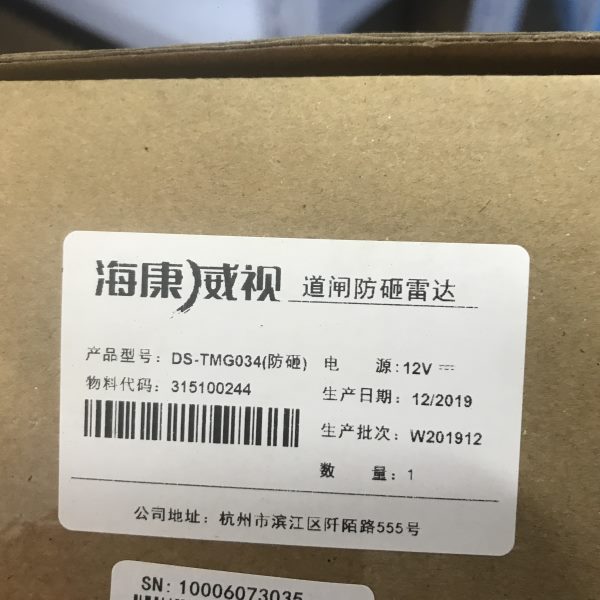 海康威视 道闸防砸雷达
产品型号: DS-TMG034(防砸) 电 源: 12V ⎓
物料代码: 315100244 生产日期: 12/2019
生产批次: W201912
数 量: 1
公司地址: 杭州市滨江区阡陌路555号
SN: 10006073035